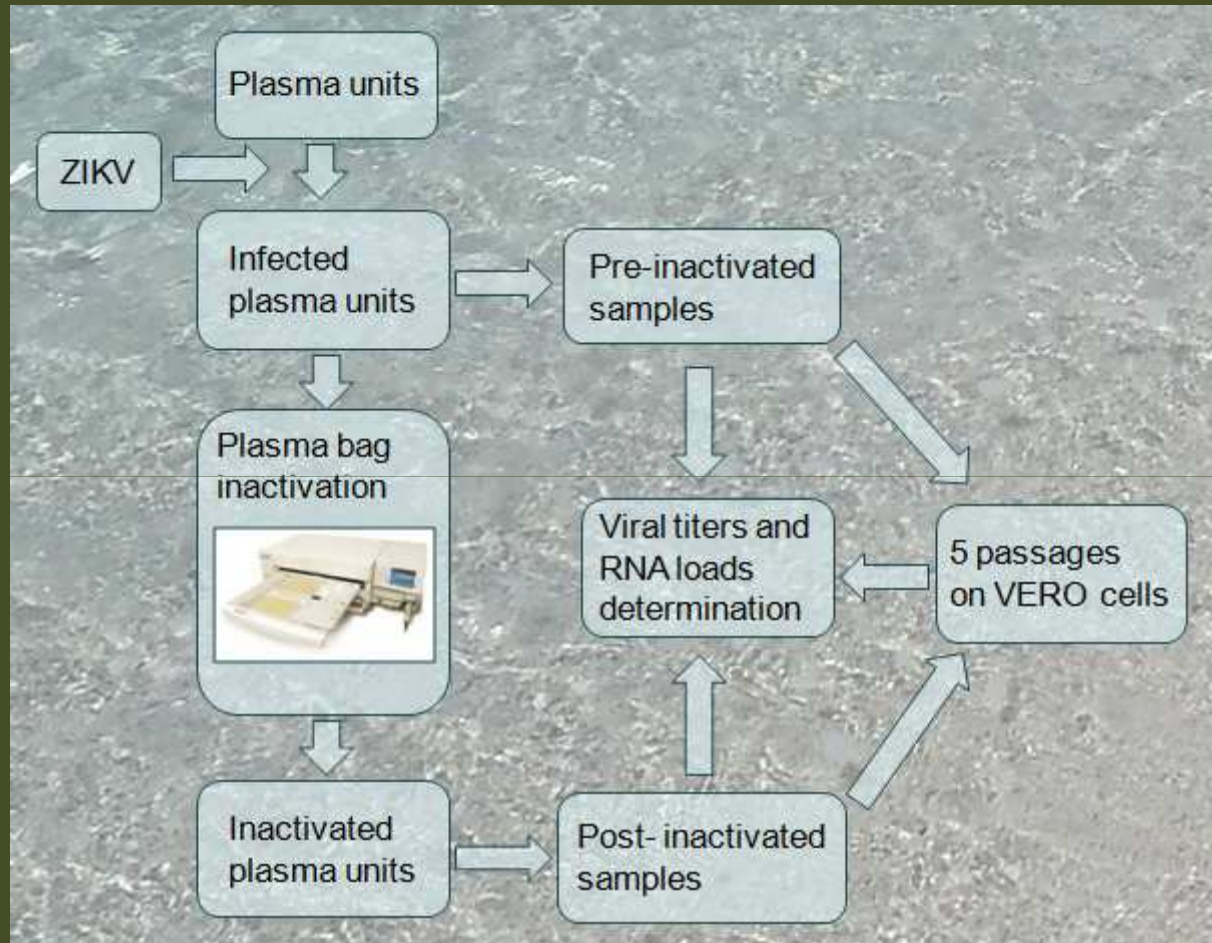 Plasma units
ZIKV
Infected
plasma units
Pre-inactivated
samples
Plasma bag
inactivation
Viral titers and
RNA loads
determination
5 passages
on VERO cells
Inactivated
plasma units
Post- inactivated
samples